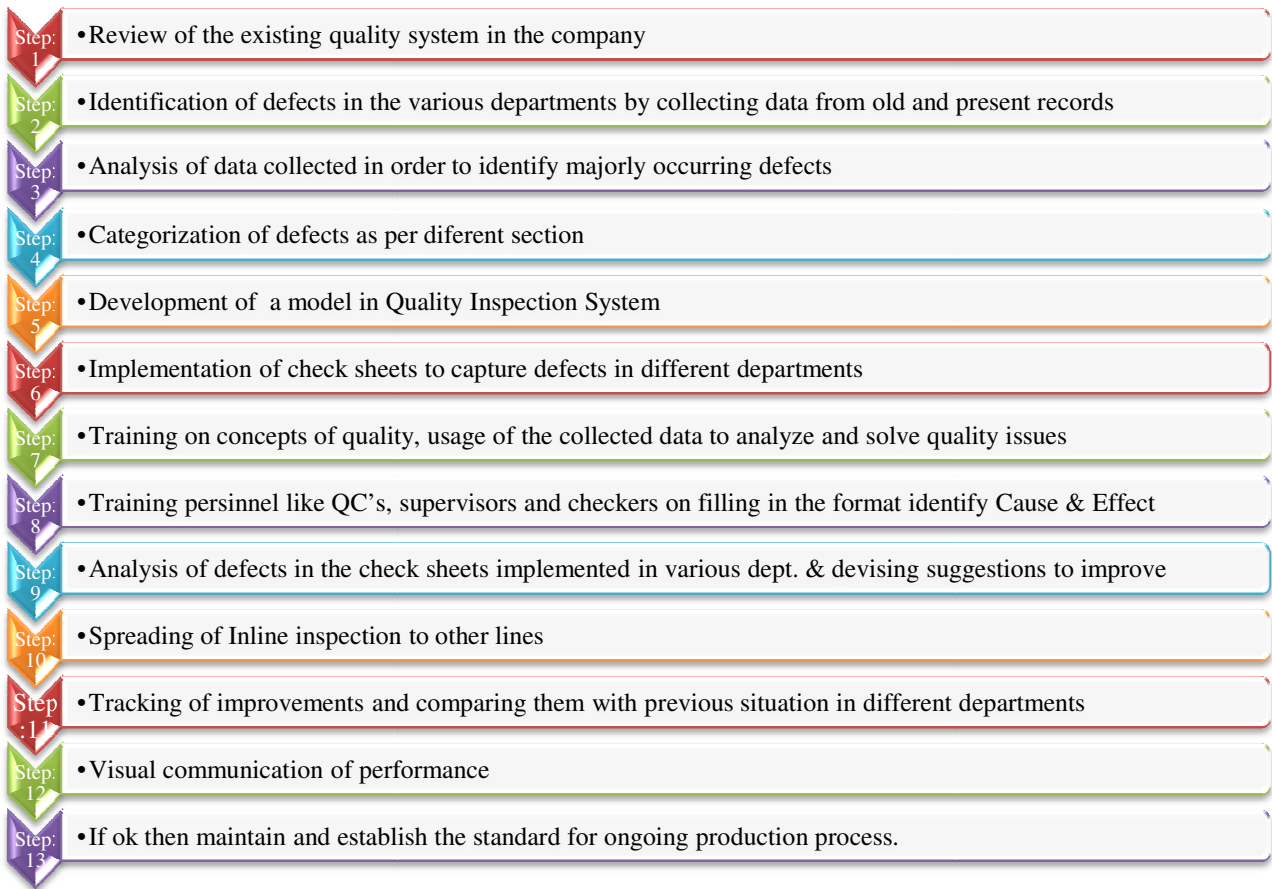 Step:
1
•Review of the existing quality system in the company
Step:
2
•Identification of defects in the various departments by collecting data from old and present records
Step:
3
•Analysis of data collected in order to identify majorly occurring defects
Step:
4
•Categorization of defects as per diferent section
Step:
5
•Development of a model in Quality Inspection System
Step:
6
•Implementation of check sheets to capture defects in different departments
Step:
7
•Training on concepts of quality, usage of the collected data to analyze and solve quality issues
Step:
8
•Training persinnel like QC's, supervisors and checkers on filling in the format identify Cause & Effect
Step:
9
•Analysis of defects in the check sheets implemented in various dept. & devising suggestions to improve
Step:
10
•Spreading of Inline inspection to other lines
Step
:11
•Tracking of improvements and comparing them with previous situation in different departments
Step:
12
•Visual communication of performance
Step:
13
•If ok then maintain and establish the standard for ongoing production process.